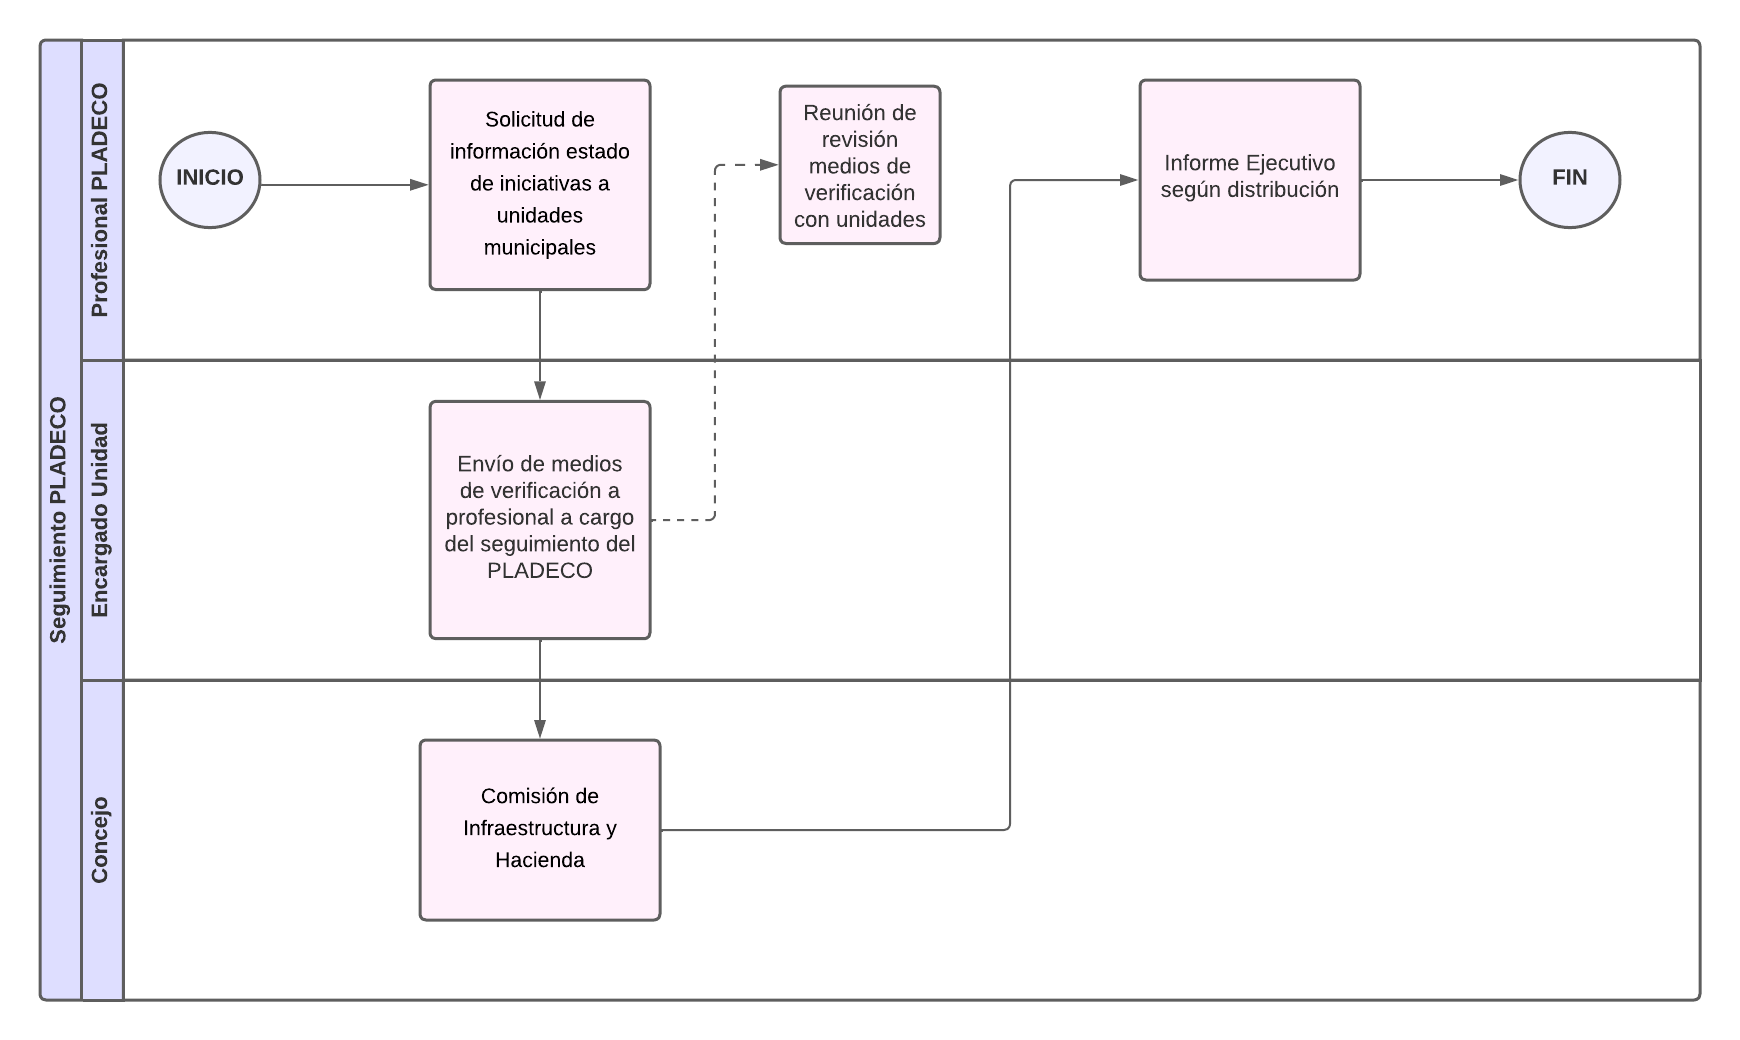 Seguimiento PLADECO
Profesional PLADECO
INICIO
Solicitud de
información estado
de iniciativas a
unidades
municipales
Reunión de
revisión
medios de
verificación
con unidades
Informe Ejecutivo
según distribución
FIN
Encargado Unidad
Envío de medios
de verificación a
profesional a cargo
del seguimiento del
PLADECO
Concejo
Comisión de
Infraestructura y
Hacienda